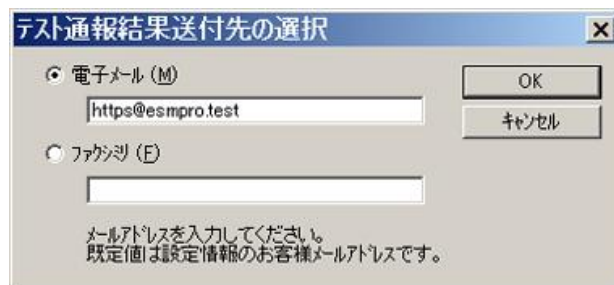 テスト通報結果送付先の選択
電子メール(M)
OK
https@esmpro.test
キャンセル
ファクシミリ(F)
メールアドレスを入力してください。
既定値は設定情報のお客様メールアドレスです。